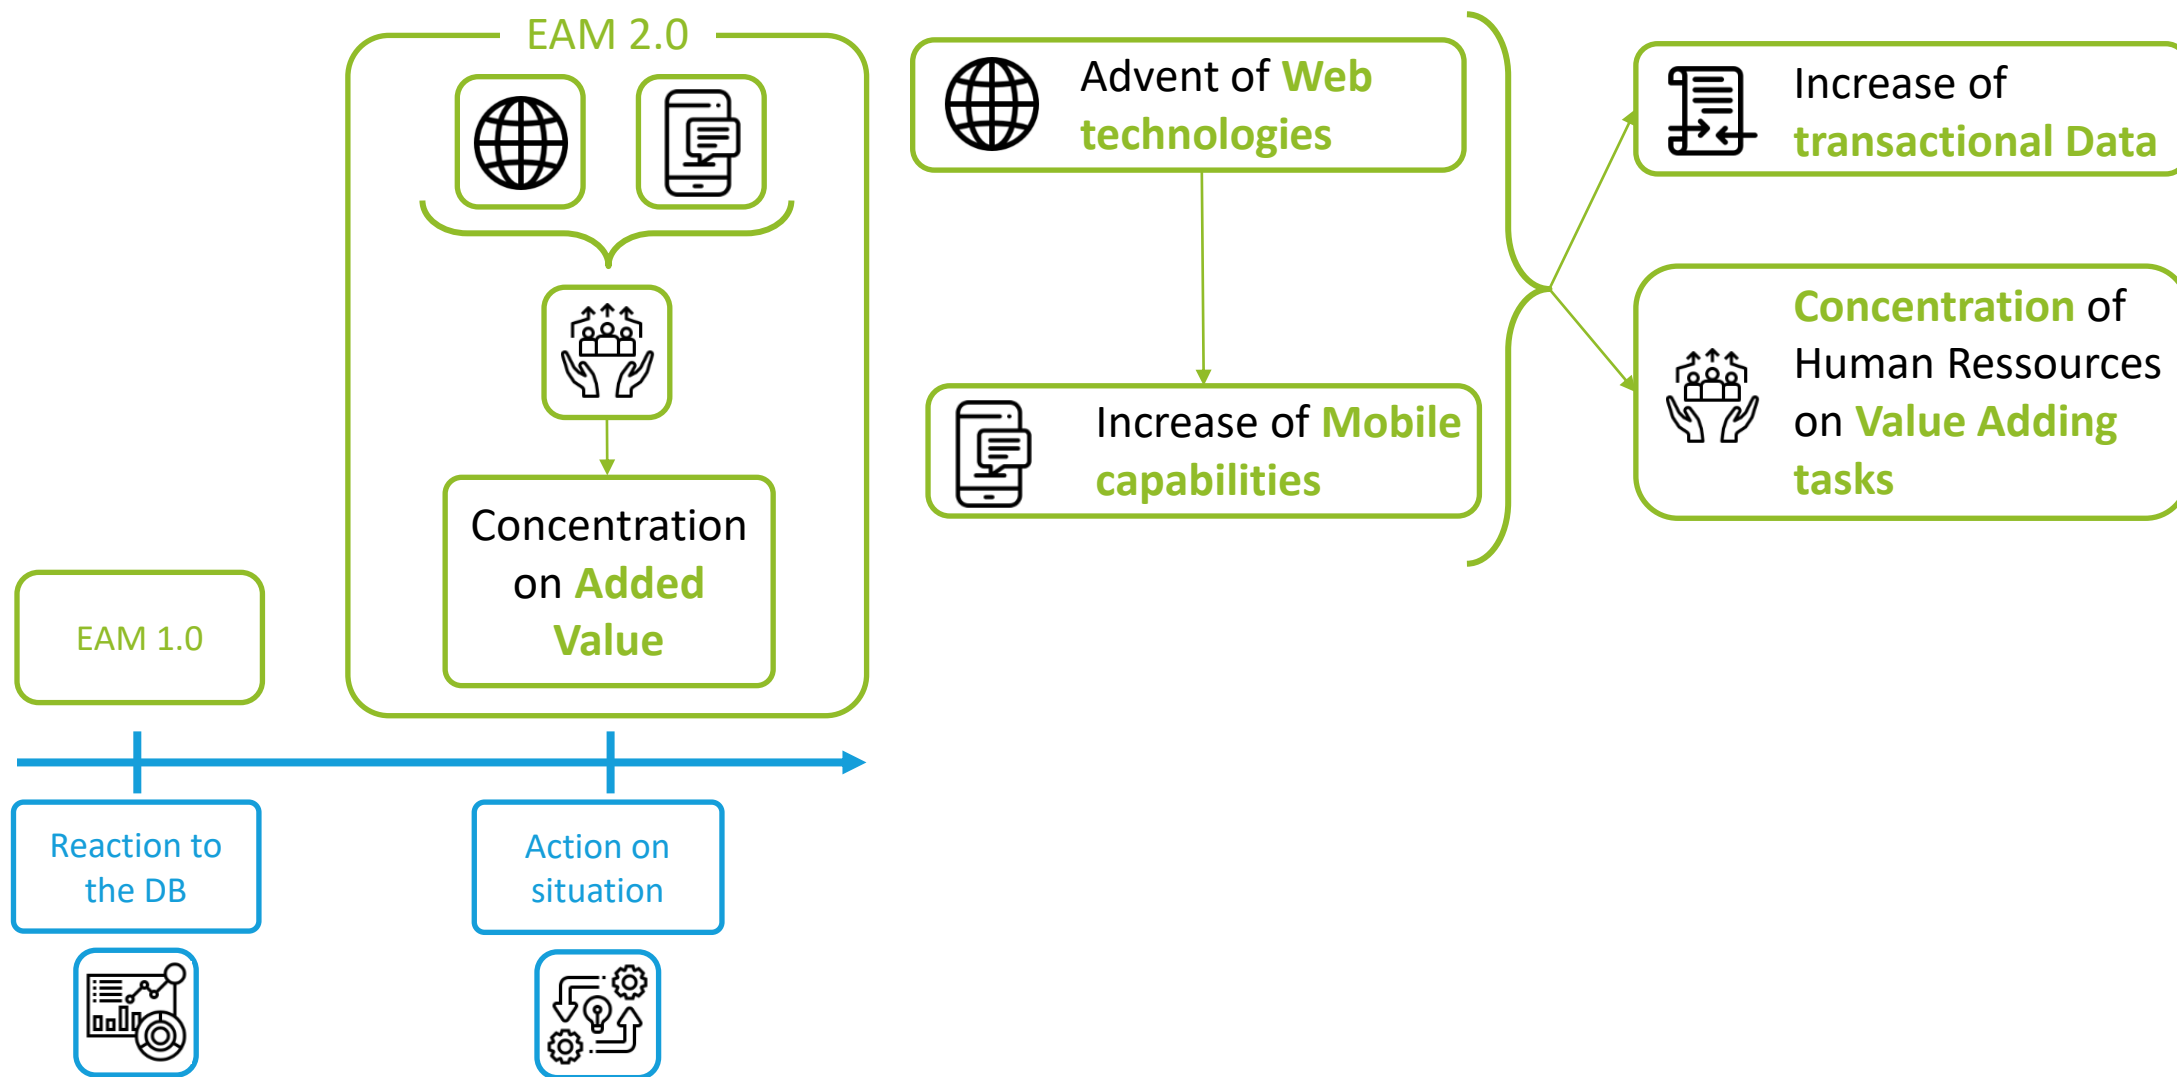 EAM 2.0
Concentration
on Added
Value
EAM 1.0
Reaction to
the DB
Action on
situation
Advent of Web
technologies
Increase of Mobile
capabilities
Increase of
transactional Data
Concentration of
Human Ressources
on Value Adding
tasks